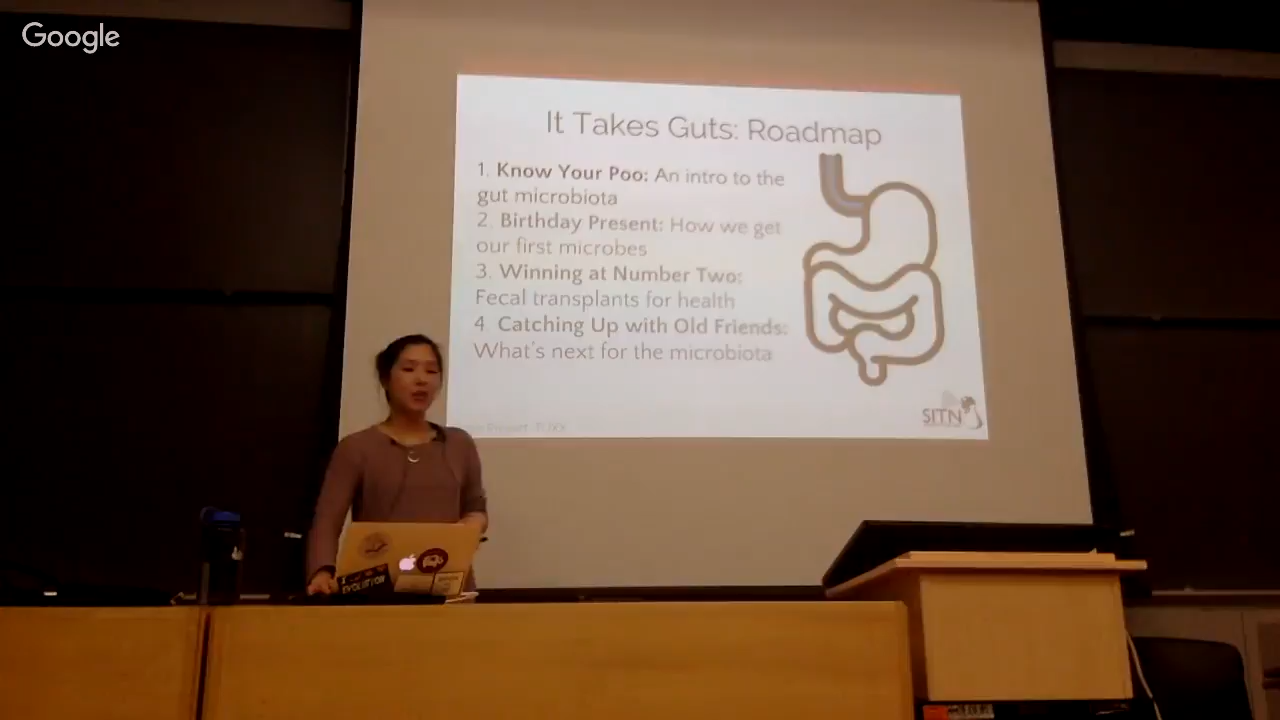 Google
It Takes Guts: Roadmap
1. Know Your Poo: An intro to the
gut microbiota
2. Birthday Present: How we get
our first microbes
3. Winning at Number Two:
Fecal transplants for health
4 Catching Up with Old Friends:
What's next for the microbiota
SITN
EVOLUTION